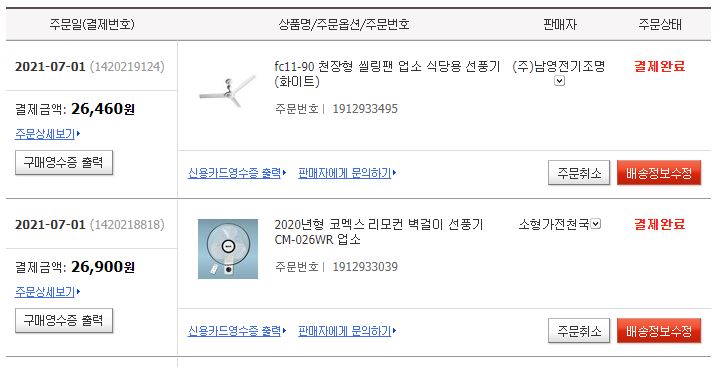 주문일(결제번호) 상품명/주문옵션/주문번호 판매자 주문상태
2021-07-01 (1420219124)
결제금액: 26,460원
주문상세보기
구매영수증 출력
fc11-90 천장형 씰링팬 업소 식당용 선풍기
(화이트)
주문번호 | 1912933495
(주)남영전기조명
결제완료
신용카드영수증 출력 판매자에게 문의하기
주문취소 배송정보수정
2021-07-01 (1420218818)
결제금액: 26,900원
주문상세보기
구매영수증 출력
2020년형 코멕스 리모컨 벽걸이 선풍기
CM-026WR 업소
주문번호 | 1912933039
소형가전천국
결제완료
신용카드영수증 출력 판매자에게 문의하기
주문취소 배송정보수정